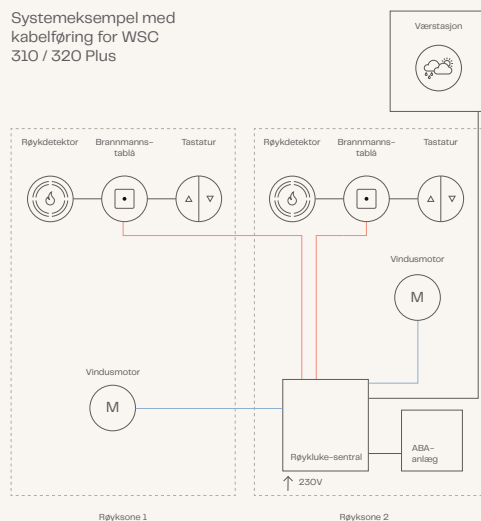 Systemeksempel med
kabelføring for WSC
310 / 320 Plus
Værstasjon
Røykdetektor
Brannmanns-
tablå
Tastatur
Røykdetektor
Brannmanns-
tablå
Tastatur
Vindusmotor
M
Vindusmotor
M
Røykluke-sentral
ABA-
anlæg
230V
Røyksone 1
Røyksone 2